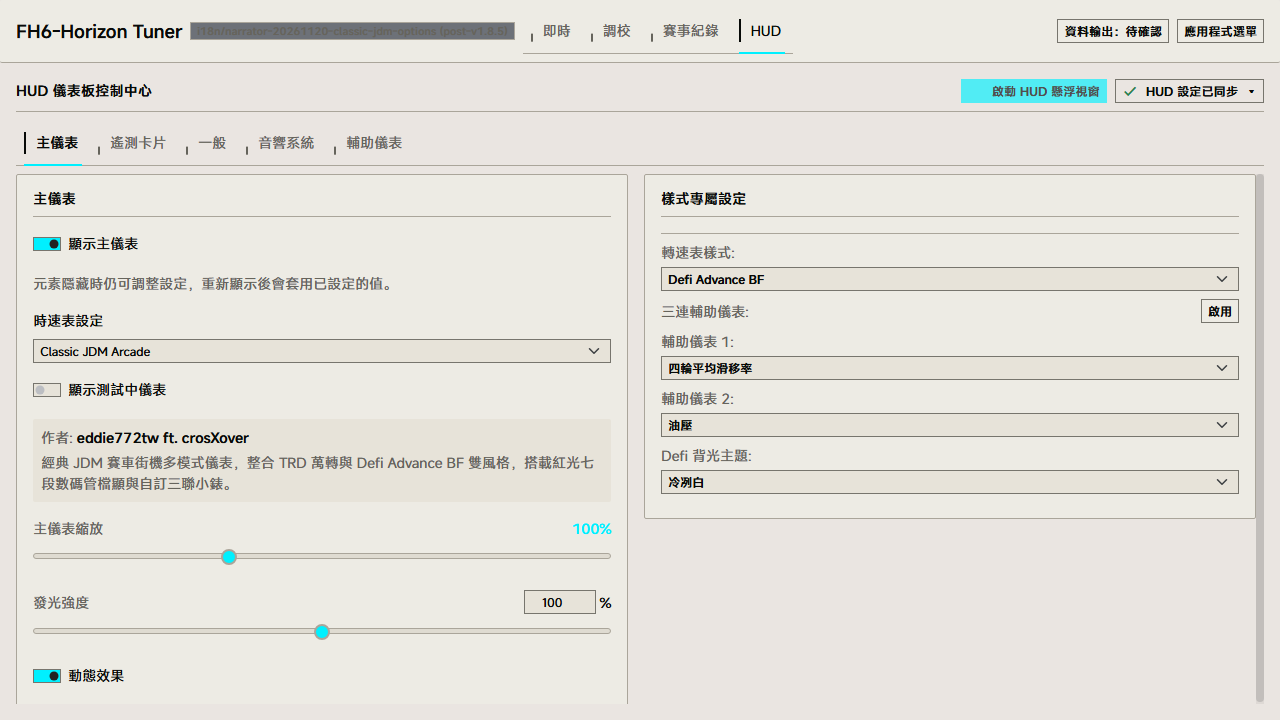 FH6-Horizon Tuner
i18n/narrator-20261120-classic-jdm-options (post-v1.8.5)
即時
調校
賽事紀錄
HUD
資料輸出: 待確認
應用程式選單
HUD 儀表板控制中心
啟動 HUD 懸浮視窗
HUD 設定已同步
主儀表
遙測卡片
一般
音響系統
輔助儀表
主儀表
顯示主儀表
元素隱藏時仍可調整設定，重新顯示後會套用已設定的值。
時速表設定
Classic JDM Arcade
顯示測試中儀表
作者: eddie772tw ft. crosXover
經典 JDM 賽車街機多模式儀表，整合 TRD 萬轉與 Defi Advance BF 雙風格，搭載紅光七
段數碼管檔顯與自訂三聯小錶。
主儀表縮放
100%
發光強度
100 %
動態效果
樣式專屬設定
轉速表樣式:
Defi Advance BF
三連輔助儀表:
啟用
輔助儀表 1:
四輪平均滑移率
輔助儀表 2:
油壓
Defi 背光主題:
冷冽白